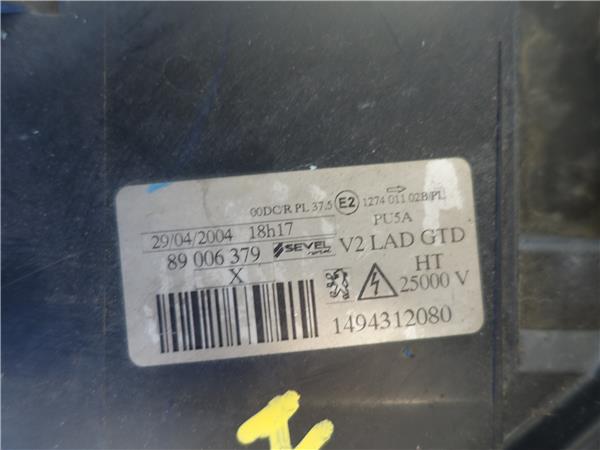 00DC/R PL 37.5 E2 1274 011 02B/PL
PU5A
29/04/2004 18h17
89 006 379 SEVEL V2 LAD GTD
X HT
25000 V
1494312080